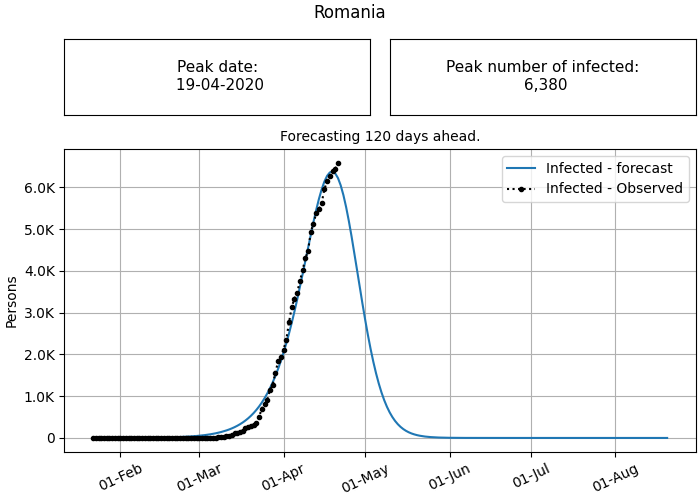 Romania
Peak date:
19-04-2020
Peak number of infected:
6,380
Forecasting 120 days ahead.
Infected - forecast
Infected - Observed
6.0K
5.0K
4.0K
3.0K
2.0K
1.0K
0
Persons
01-Feb
01-Mar
01-Apr
01-May
01-Jun
01-Jul
01-Aug